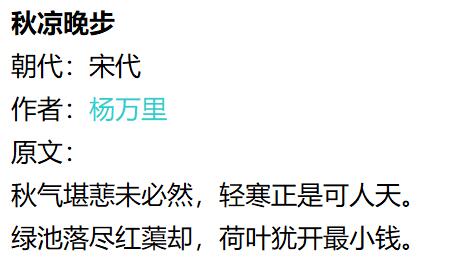 秋凉晚步
朝代：宋代
作者：杨万里
原文：
秋气堪悲未必然，轻寒正是可人天。
绿池落尽红蕖却，荷叶犹开最小钱。